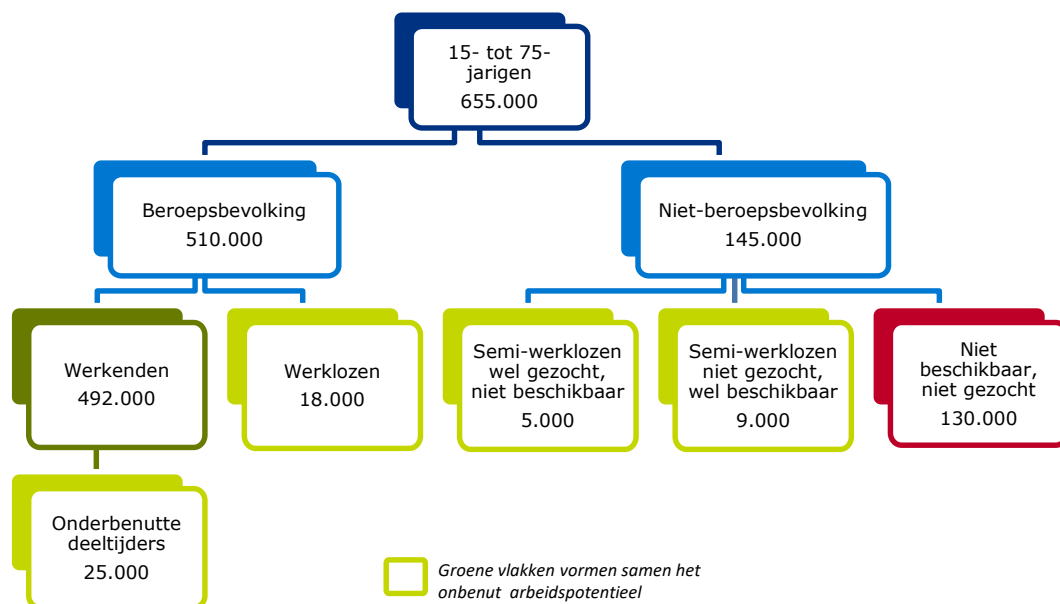 15- tot 75-
jarigen
655.000
Beroepsbevolking
510.000
Niet-beroepsbevolking
145.000
Werkenden
492.000
Werklozen
18.000
Semi-werklozen
wel gezocht,
niet beschikbaar
5.000
Semi-werklozen
niet gezocht,
wel beschikbaar
9.000
Niet
beschikbaar,
niet gezocht
130.000
Onderbenutte
deeltijders
25.000
Groene vlakken vormen samen het
onbenut arbeidspotentieel